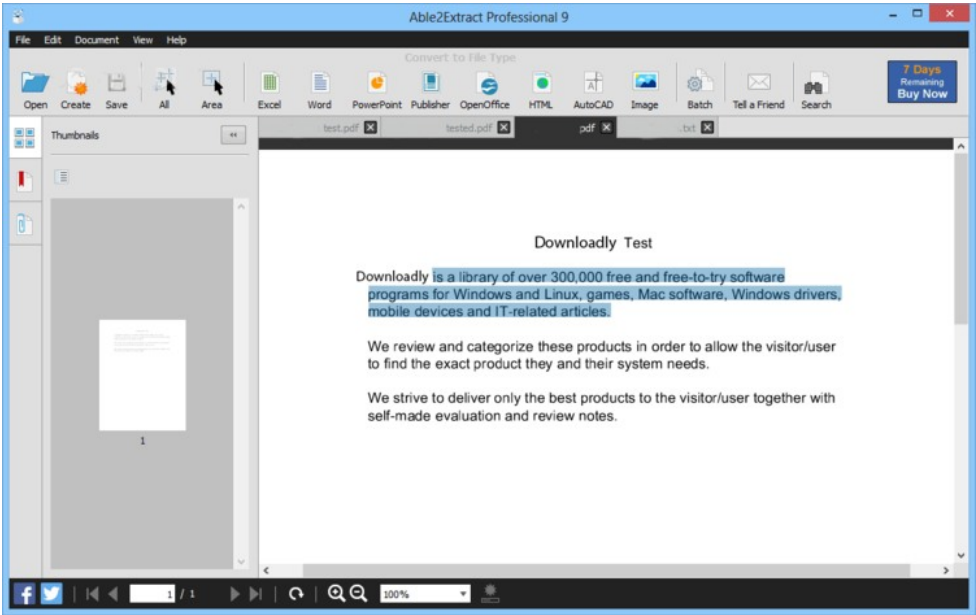 Able2Extract Professional 9
File Edit Document View Help
Convert to File Type
Open Create Save All Area Excel Word PowerPoint Publisher OpenOffice HTML AutoCAD Image Batch Tell a Friend Search
7 Days
Remaining
Buy Now
Thumbnails
test.pdf tested.pdf pdf .txt
Downloadly Test
Downloadly is a library of over 300,000 free and free-to-try software
programs for Windows and Linux, games, Mac software, Windows drivers,
mobile devices and IT-related articles.
We review and categorize these products in order to allow the visitor/user
to find the exact product they and their system needs.
We strive to deliver only the best products to the visitor/user together with
self-made evaluation and review notes.
1
1 / 1
100%